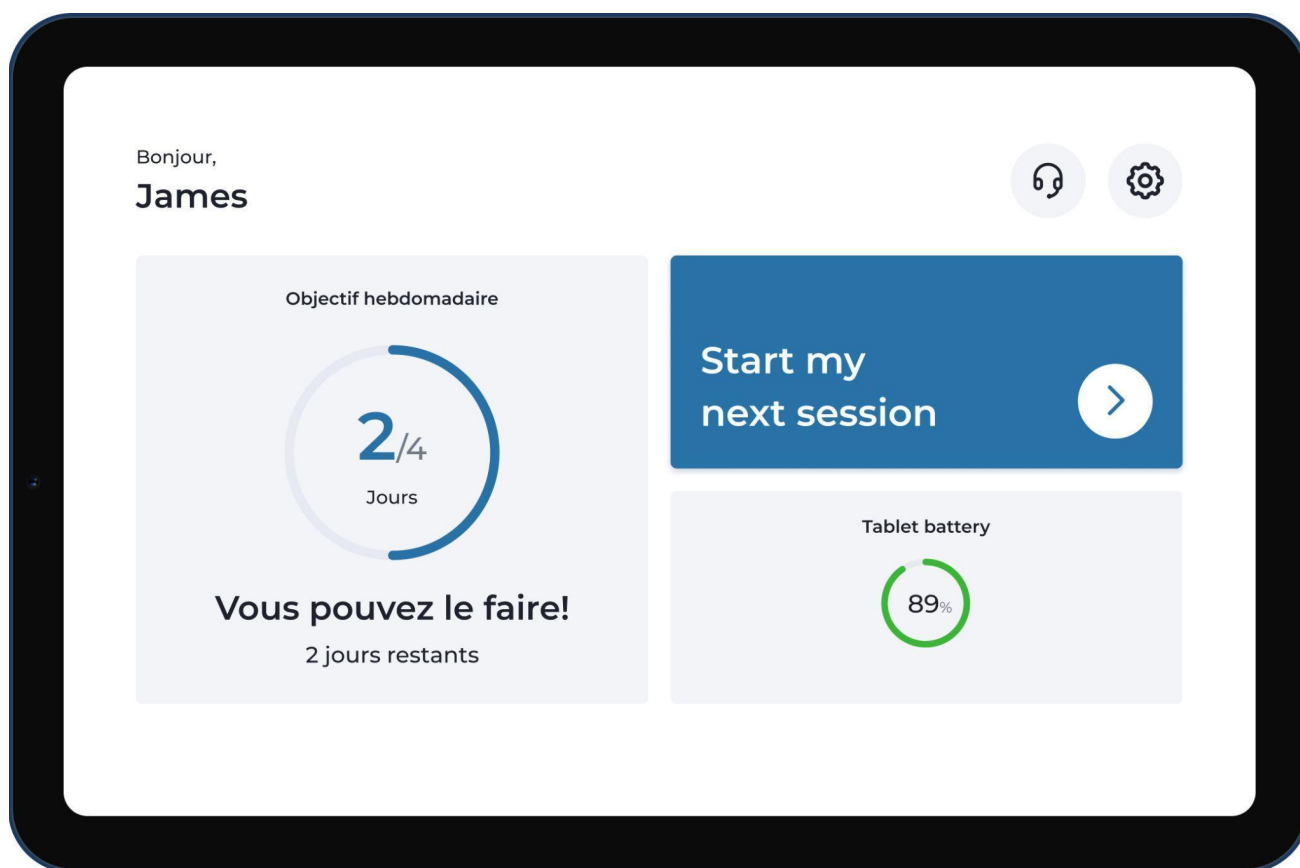 Bonjour,
James
Objectif hebdomadaire
2/4
Jours
Vous pouvez le faire!
2 jours restants
Start my
next session
Tablet battery
89%